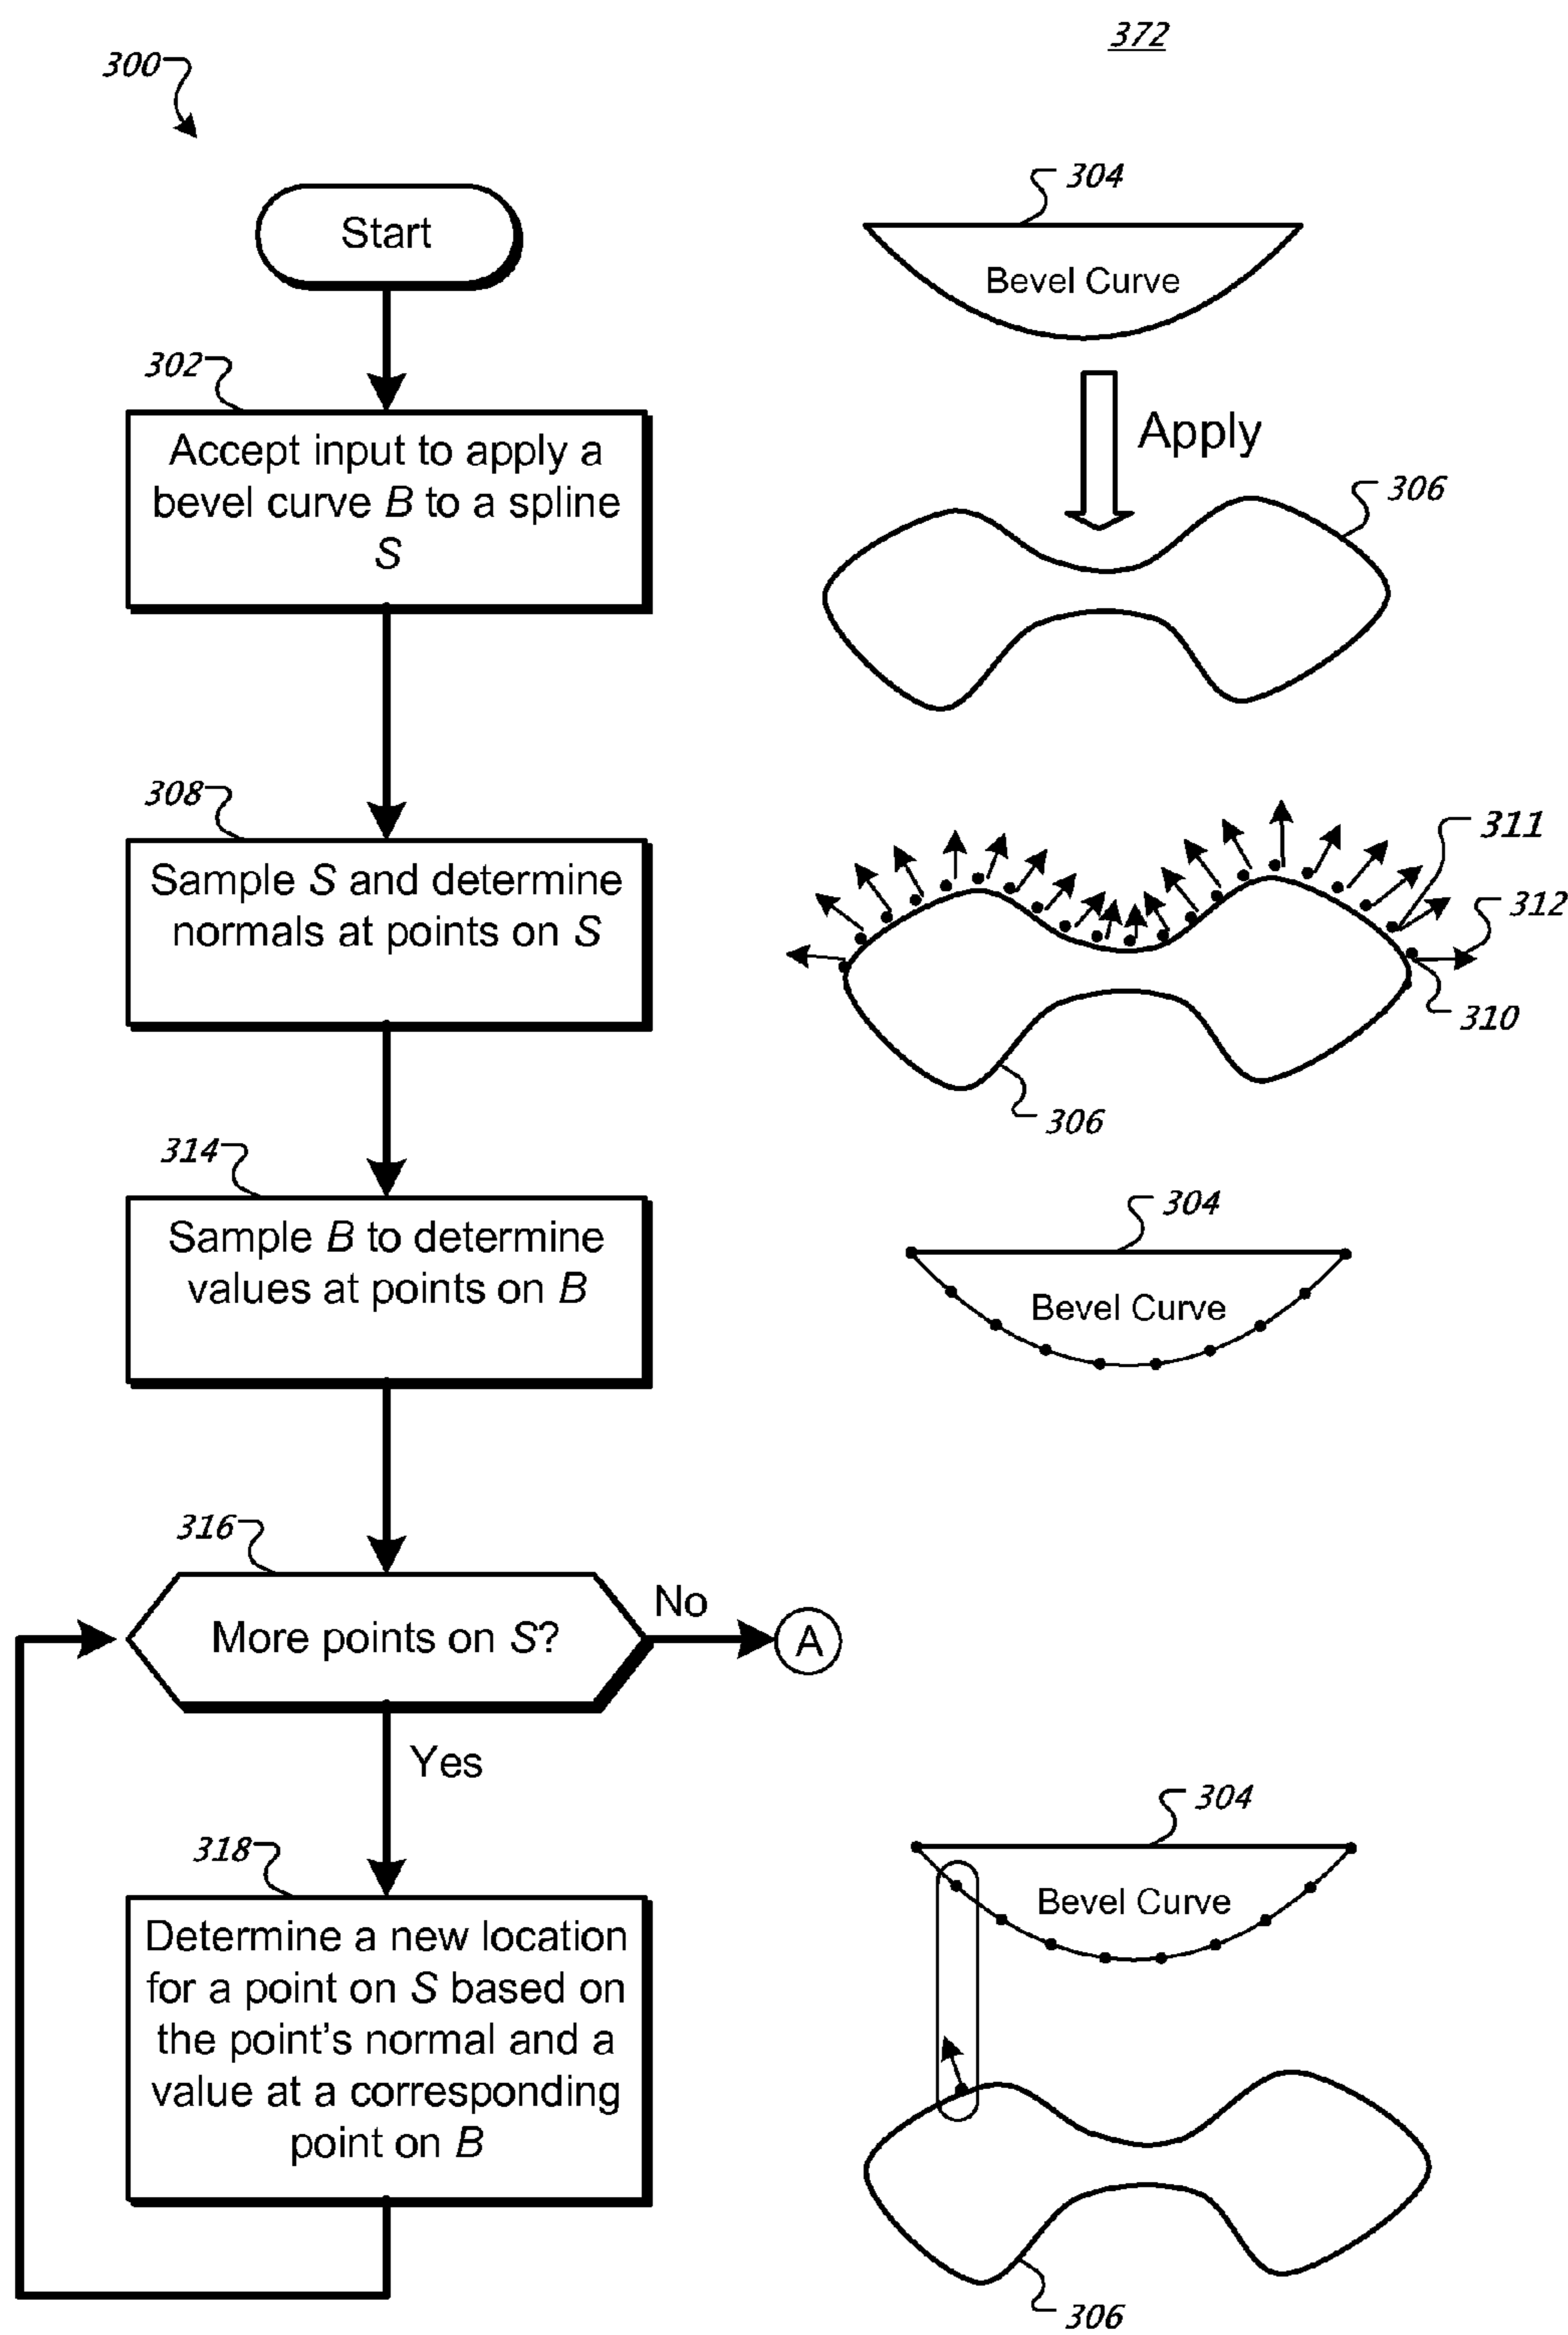 372
300
304
Start
Bevel Curve
302
Apply
306
Accept input to apply a
bevel curve B to a spline
S
308
311
Sample S and determine
normals at points on S
312
310
306
314
304
Sample B to determine
values at points on B
Bevel Curve
316
No
More points on S?
A
Yes
304
318
Bevel Curve
Determine a new location
for a point on S based on
the point's normal and a
value at a corresponding
point on B
306